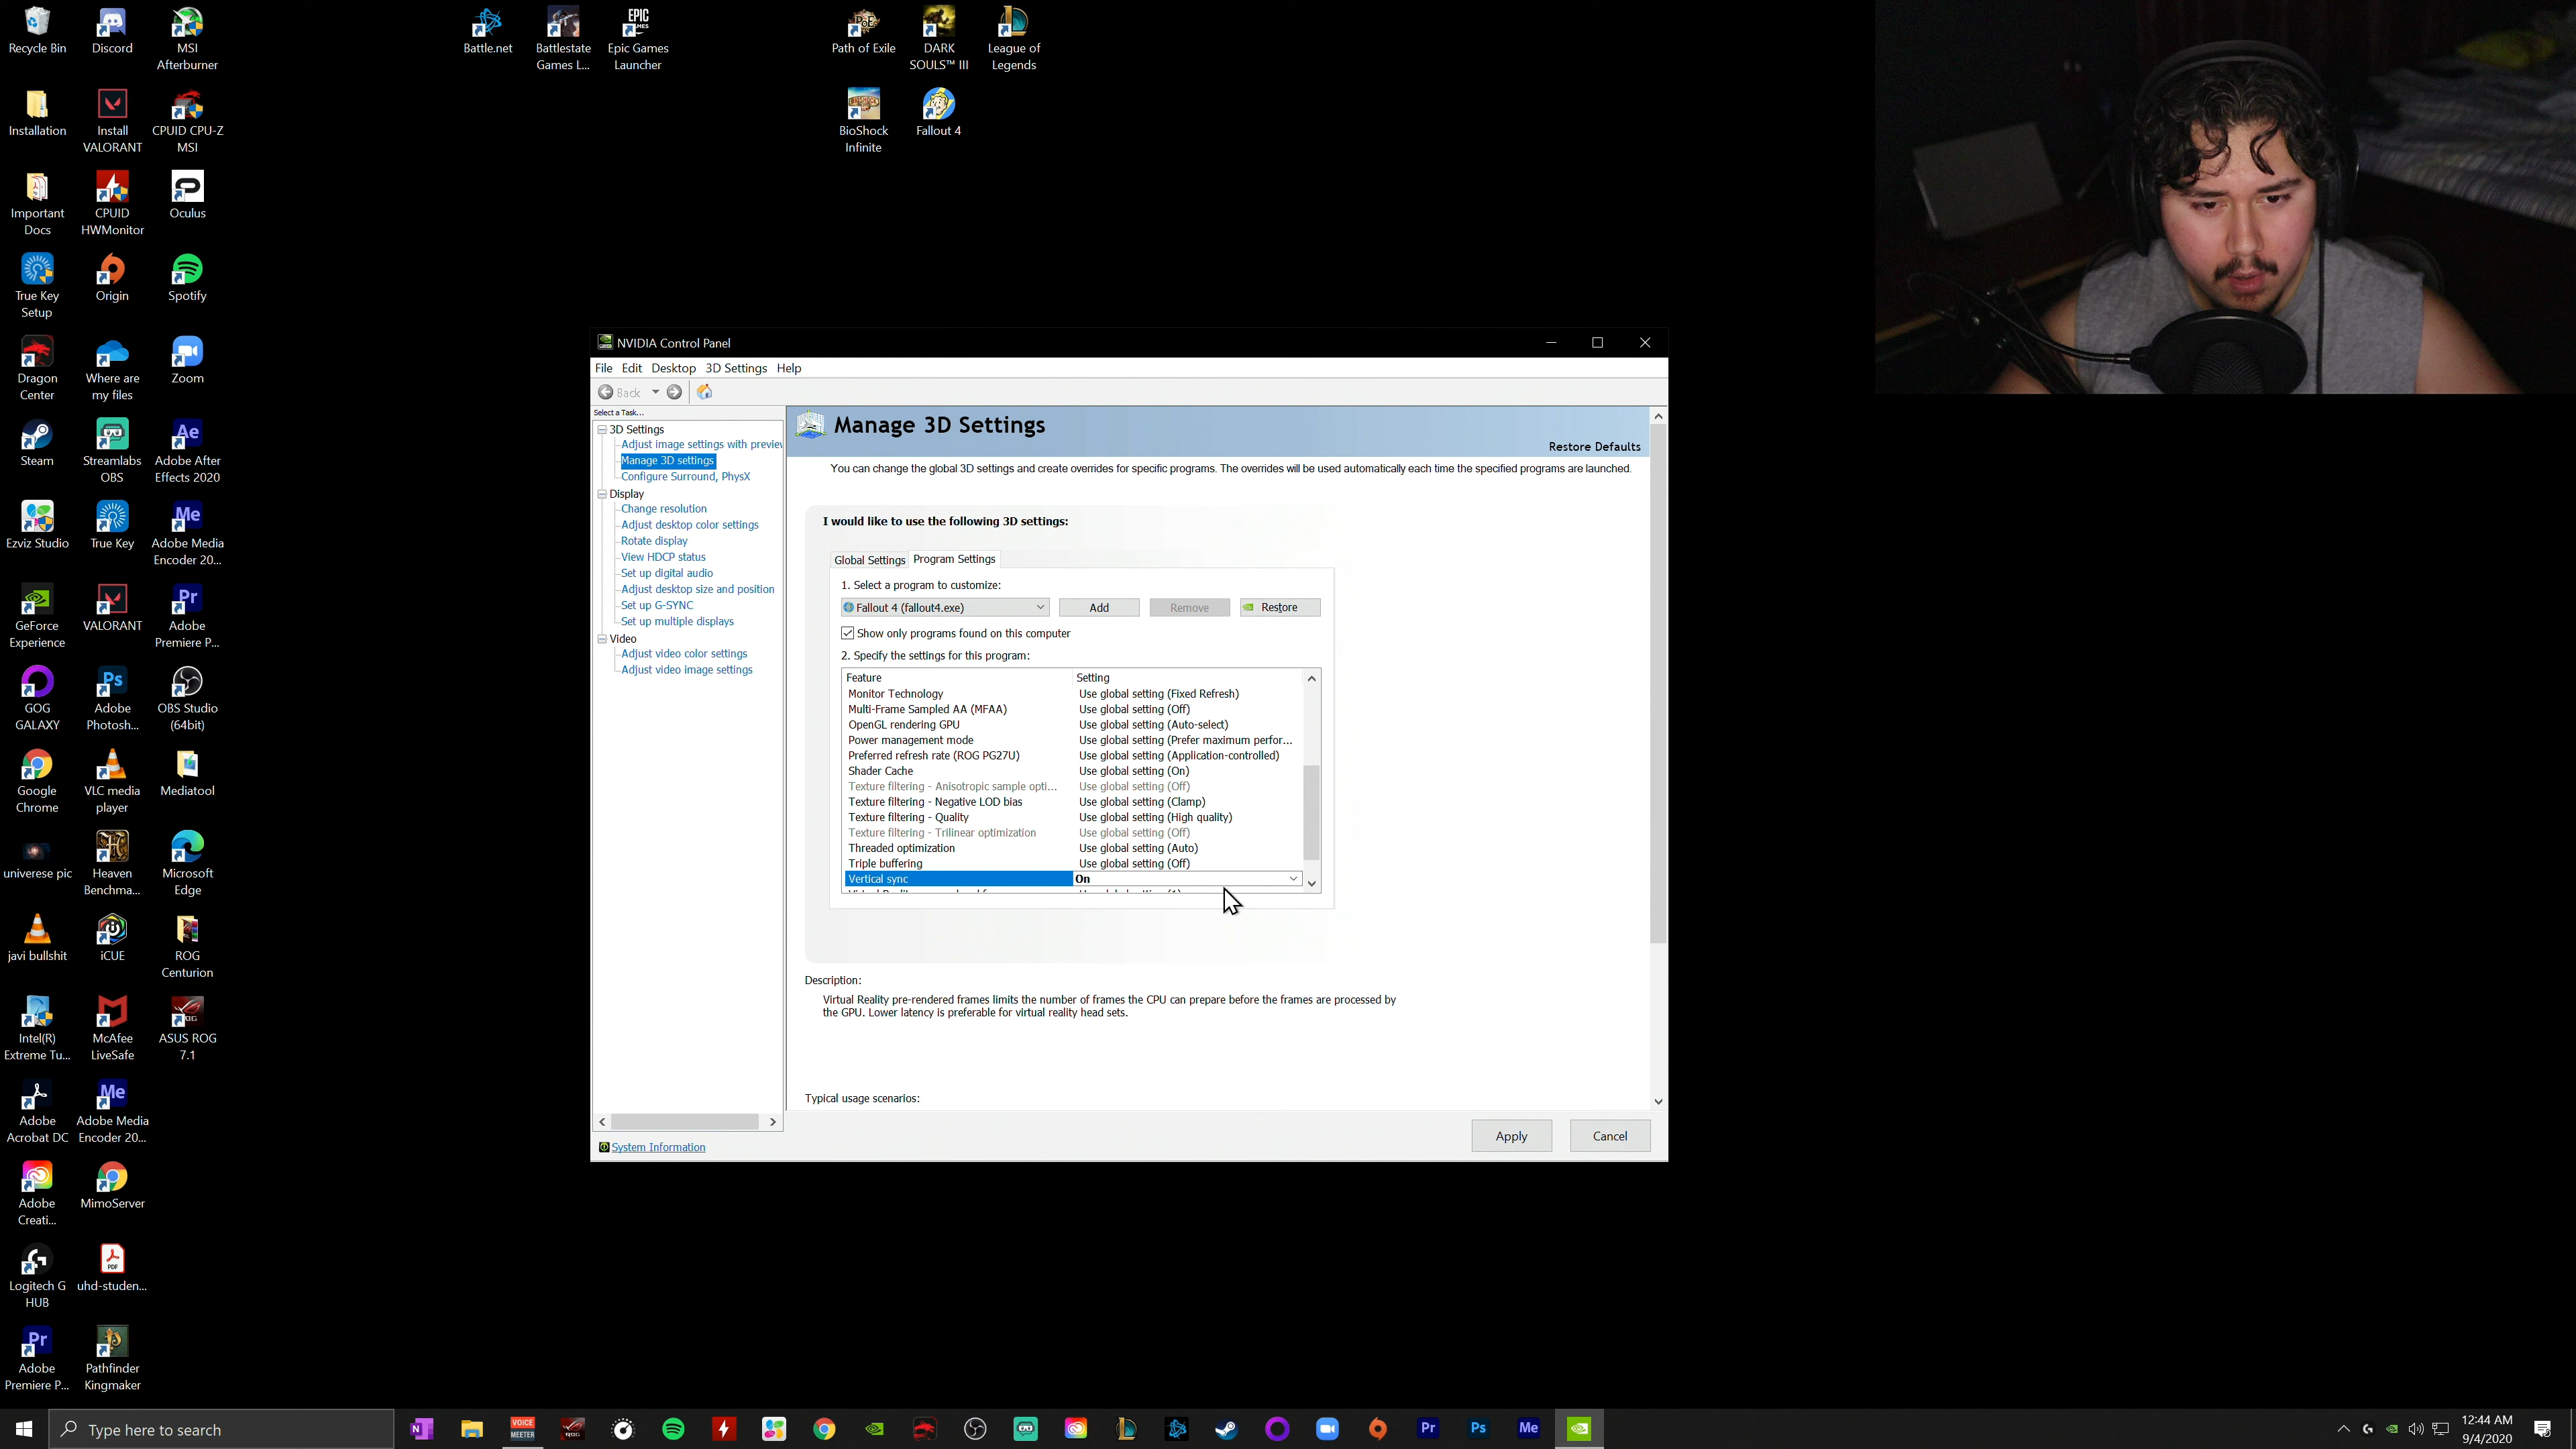 Recycle Bin
Discord
MSI
Afterburner
Battle.net
Battlestate
Games L...
EPIC
GAMES
Epic Games
Launcher
Path of Exile
DARK
SOULS™ III
League of
Legends
Installation
Install
VALORANT
CPUID CPU-Z
MSI
BioShock
Infinite
Fallout 4
Important
Docs
CPUID
HWMonitor
Oculus
True Key
Setup
Origin
Spotify
Dragon
Center
Where are
my files
Zoom
Steam
Streamlabs
OBS
Adobe After
Effects 2020
Ezviz Studio
True Key
Adobe Media
Encoder 20...
GeForce
Experience
VALORANT
Adobe
Premiere P...
GOG
GALAXY
Adobe
Photosh...
OBS Studio
(64bit)
Google
Chrome
VLC media
player
Mediatool
univerese pic
Heaven
Benchma...
Microsoft
Edge
javi bullshit
iCUE
ROG
Centurion
Intel(R)
Extreme Tu...
McAfee
LiveSafe
ASUS ROG
7.1
Adobe
Acrobat DC
Adobe Media
Encoder 20...
Adobe
Creati...
MimoServer
Logitech G
HUB
uhd-studen...
Adobe
Premiere P...
Pathfinder
Kingmaker
NVIDIA Control Panel
File Edit Desktop 3D Settings Help
Back
Select a Task...
3D Settings
Adjust image settings with preview
Manage 3D settings
Configure Surround, PhysX
Display
Change resolution
Adjust desktop color settings
Rotate display
View HDCP status
Set up digital audio
Adjust desktop size and position
Set up G-SYNC
Set up multiple displays
Video
Adjust video color settings
Adjust video image settings
System Information
Manage 3D Settings
Restore Defaults
You can change the global 3D settings and create overrides for specific programs. The overrides will be used automatically each time the specified programs are launched.
I would like to use the following 3D settings:
Global Settings Program Settings
1. Select a program to customize:
Fallout 4 (fallout4.exe) Add Remove Restore
Show only programs found on this computer
2. Specify the settings for this program:
Feature Setting
Monitor Technology Use global setting (Fixed Refresh)
Multi-Frame Sampled AA (MFAA) Use global setting (Off)
OpenGL rendering GPU Use global setting (Auto-select)
Power management mode Use global setting (Prefer maximum perfor...
Preferred refresh rate (ROG PG27U) Use global setting (Application-controlled)
Shader Cache Use global setting (On)
Texture filtering - Anisotropic sample opti... Use global setting (Off)
Texture filtering - Negative LOD bias Use global setting (Clamp)
Texture filtering - Quality Use global setting (High quality)
Texture filtering - Trilinear optimization Use global setting (Off)
Threaded optimization Use global setting (Auto)
Triple buffering Use global setting (Off)
Vertical sync On
Description:
Virtual Reality pre-rendered frames limits the number of frames the CPU can prepare before the frames are processed by
the GPU. Lower latency is preferable for virtual reality head sets.
Typical usage scenarios:
Apply Cancel
Type here to search
VOICE
MEETER
Pr
Ps
Me
12:44 AM
9/4/2020